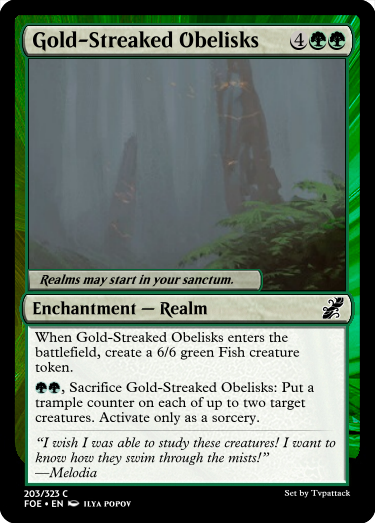 Gold-Streaked Obelisks 4
Realms may start in your sanctum.
Enchantment — Realm
When Gold-Streaked Obelisks enters the
battlefield, create a 6/6 green Fish creature
token.
, Sacrifice Gold-Streaked Obelisks: Put a
trample counter on each of up to two target
creatures. Activate only as a sorcery.
“I wish I was able to study these creatures! I want to
know how they swim through the mists!”
—Melodia
203/323 C Set by Tvpattack
FOE • EN ILYA POPOV